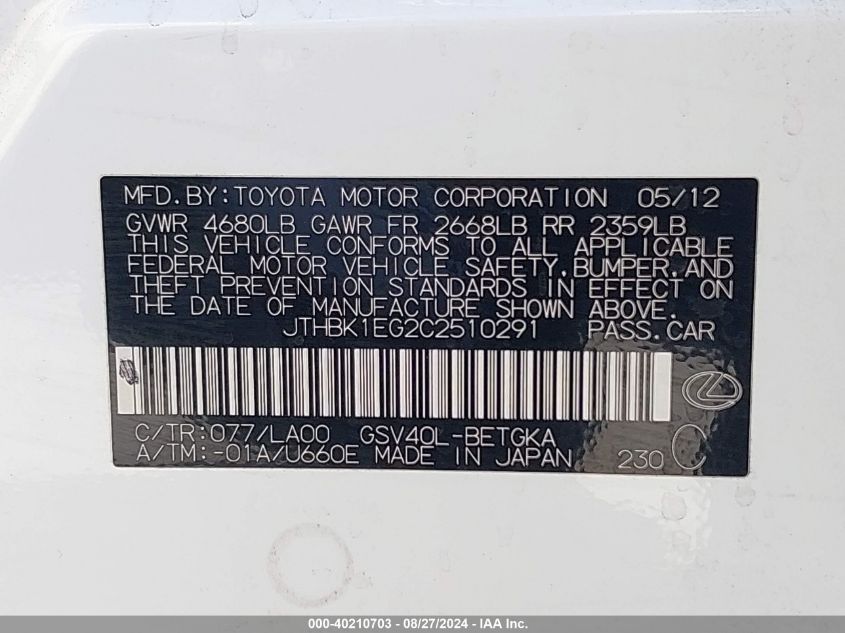 MFD.BY:TOYOTA MOTOR CORPORATION 05/12
GVWR 4680LB GAWR FR 2668LB RR 2359LB
THIS VEHICLE CONFORMS TO ALL APPLICABLE
FEDERAL MOTOR VEHICLE SAFETY,BUMPER,AND
THEFT PREVENTION STANDARDS IN EFFECT ON
THE DATE OF MANUFACTURE SHOWN ABOVE.
JTHBK1EG2C2510291 PASS.CAR
C/TR:077/LA00 GSV40L-BETGKA
A/TM:-01A/U660E MADE IN JAPAN 230
000-40210703 - 08/27/2024 - IAA Inc.